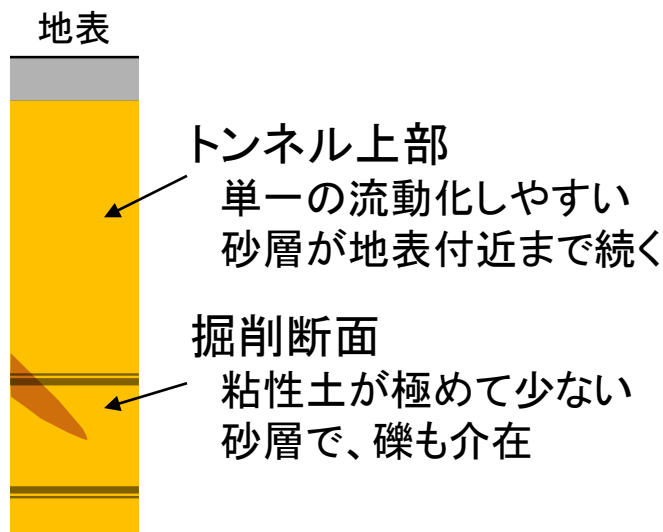 地表
トンネル上部
単一の流動化しやすい
砂層が地表付近まで続く
掘削断面
粘性土が極めて少ない
砂層で、礫も介在